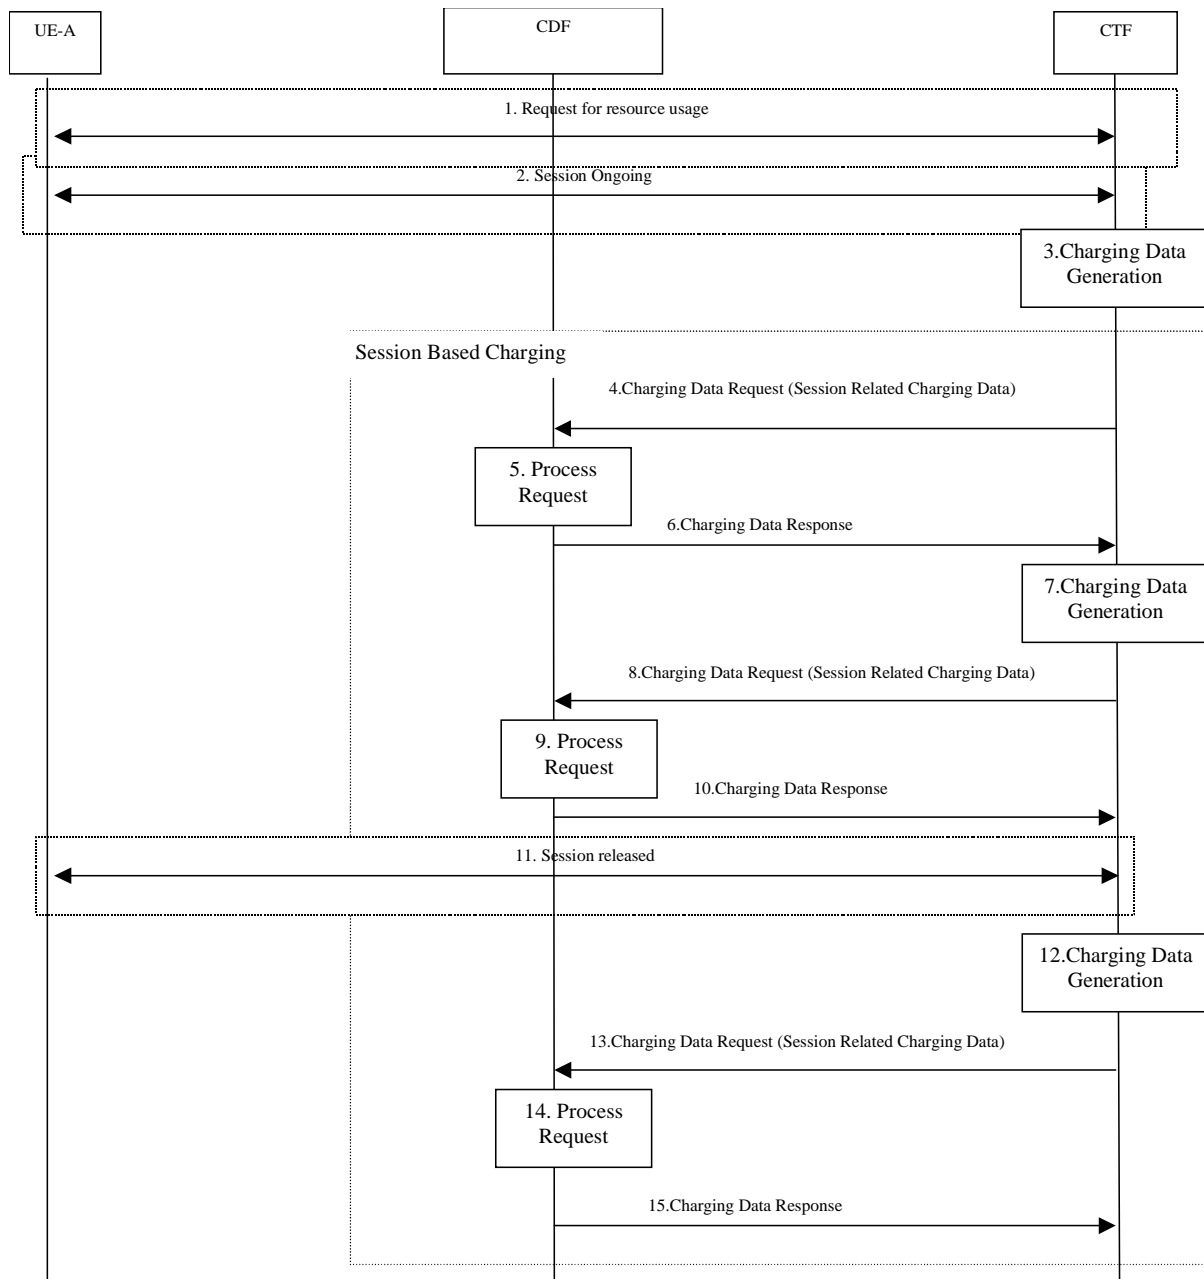 UE-A
CDF
CTF
1. Request for resource usage
2. Session Ongoing
3.Charging Data
Generation
Session Based Charging
4.Charging Data Request (Session Related Charging Data)
5. Process
Request
6.Charging Data Response
7.Charging Data
Generation
8.Charging Data Request (Session Related Charging Data)
9. Process
Request
10.Charging Data Response
11. Session released
12.Charging Data
Generation
13.Charging Data Request (Session Related Charging Data)
14. Process
Request
15.Charging Data Response